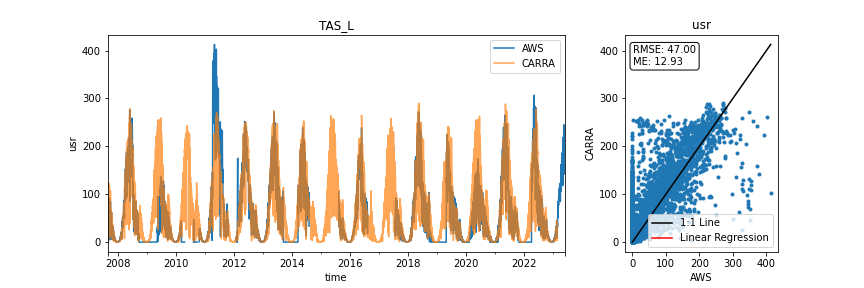 TAS_L
usr
400
300
200
100
0
usr
AWS
CARRA
2008
2010
2012
2014
2016
2018
2020
2022
time
usr
RMSE: 47.00
ME: 12.93
400
300
200
100
0
CARRA
1:1 Line
Linear Regression
0
100
200
300
400
AWS